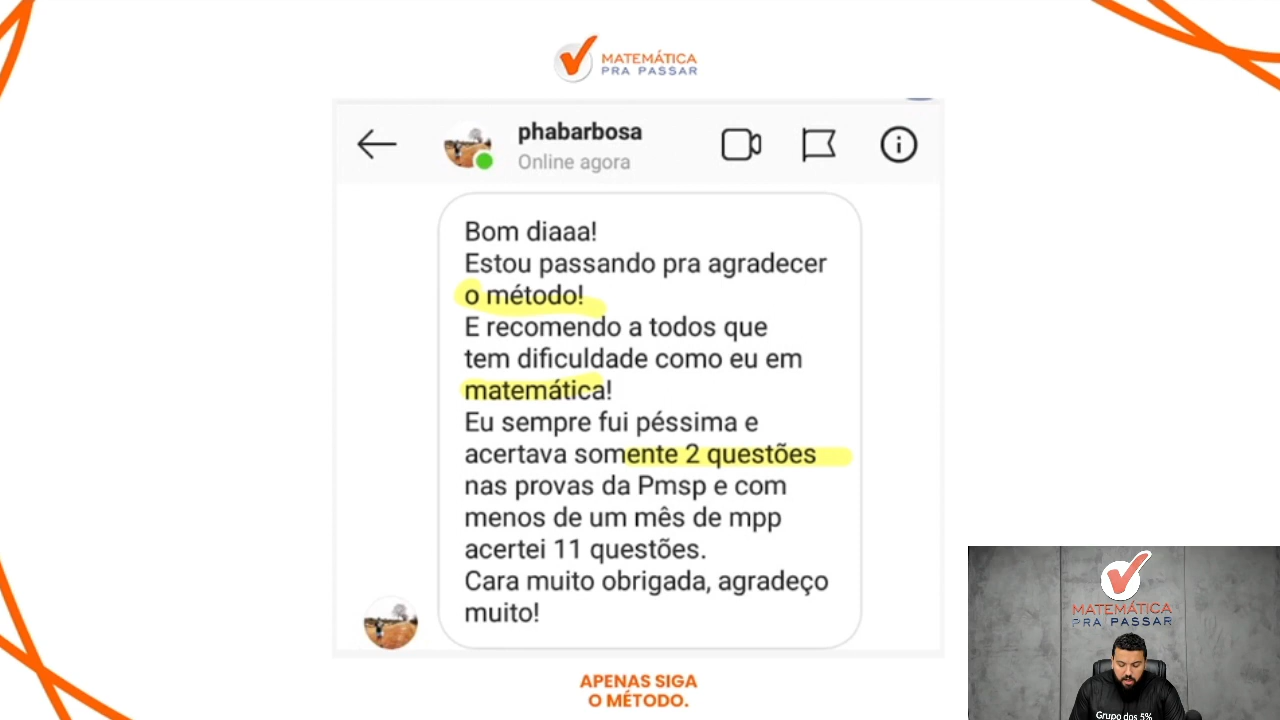 MATEMÁTICA
PRA PASSAR
phabarbosa
Online agora
Bom diaaa!
Estou passando pra agradecer
o método!
E recomendo a todos que
tem dificuldade como eu em
matemática!
Eu sempre fui péssima e
acertava somente 2 questões
nas provas da Pmsp e com
menos de um mês de mpp
acertei 11 questões.
Cara muito obrigada, agradeço
muito!
APENAS SIGA
O MÉTODO.
MATEMÁTICA
PRA PASSAR
Grupo dos 5%